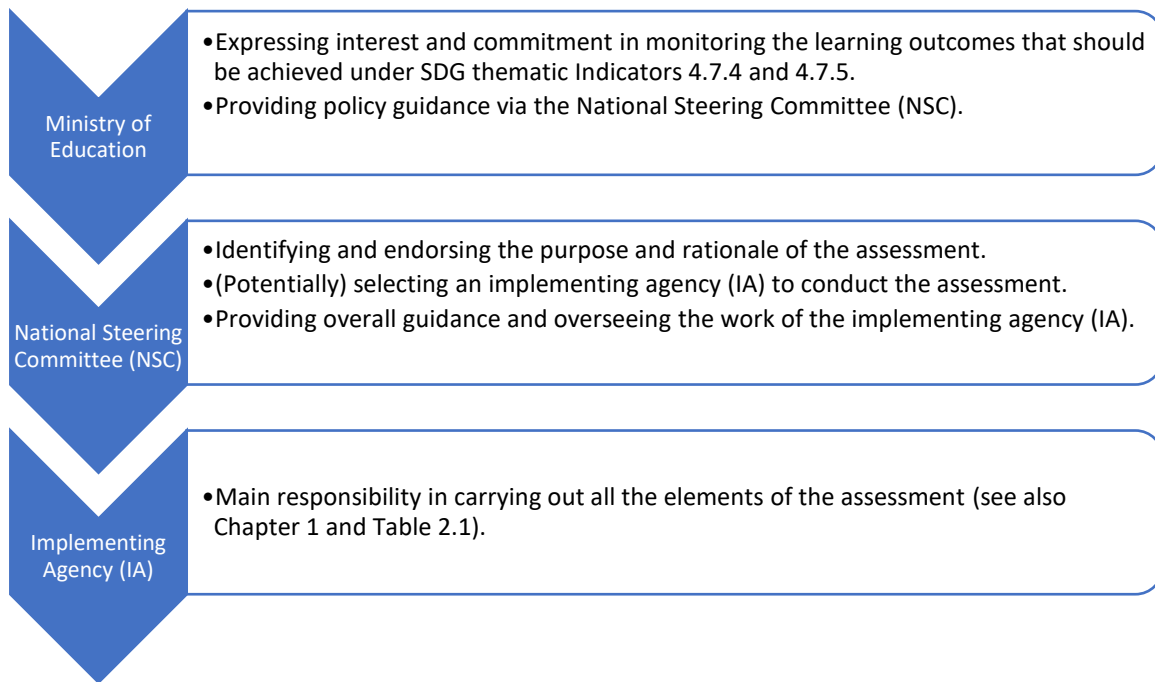 Ministry of
Education
•Expressing interest and commitment in monitoring the learning outcomes that should
be achieved under SDG thematic Indicators 4.7.4 and 4.7.5.
•Providing policy guidance via the National Steering Committee (NSC).
National Steering
Committee (NSC)
•Identifying and endorsing the purpose and rationale of the assessment.
•(Potentially) selecting an implementing agency (IA) to conduct the assessment.
•Providing overall guidance and overseeing the work of the implementing agency (IA).
Implementing
Agency (IA)
•Main responsibility in carrying out all the elements of the assessment (see also
Chapter 1 and Table 2.1).